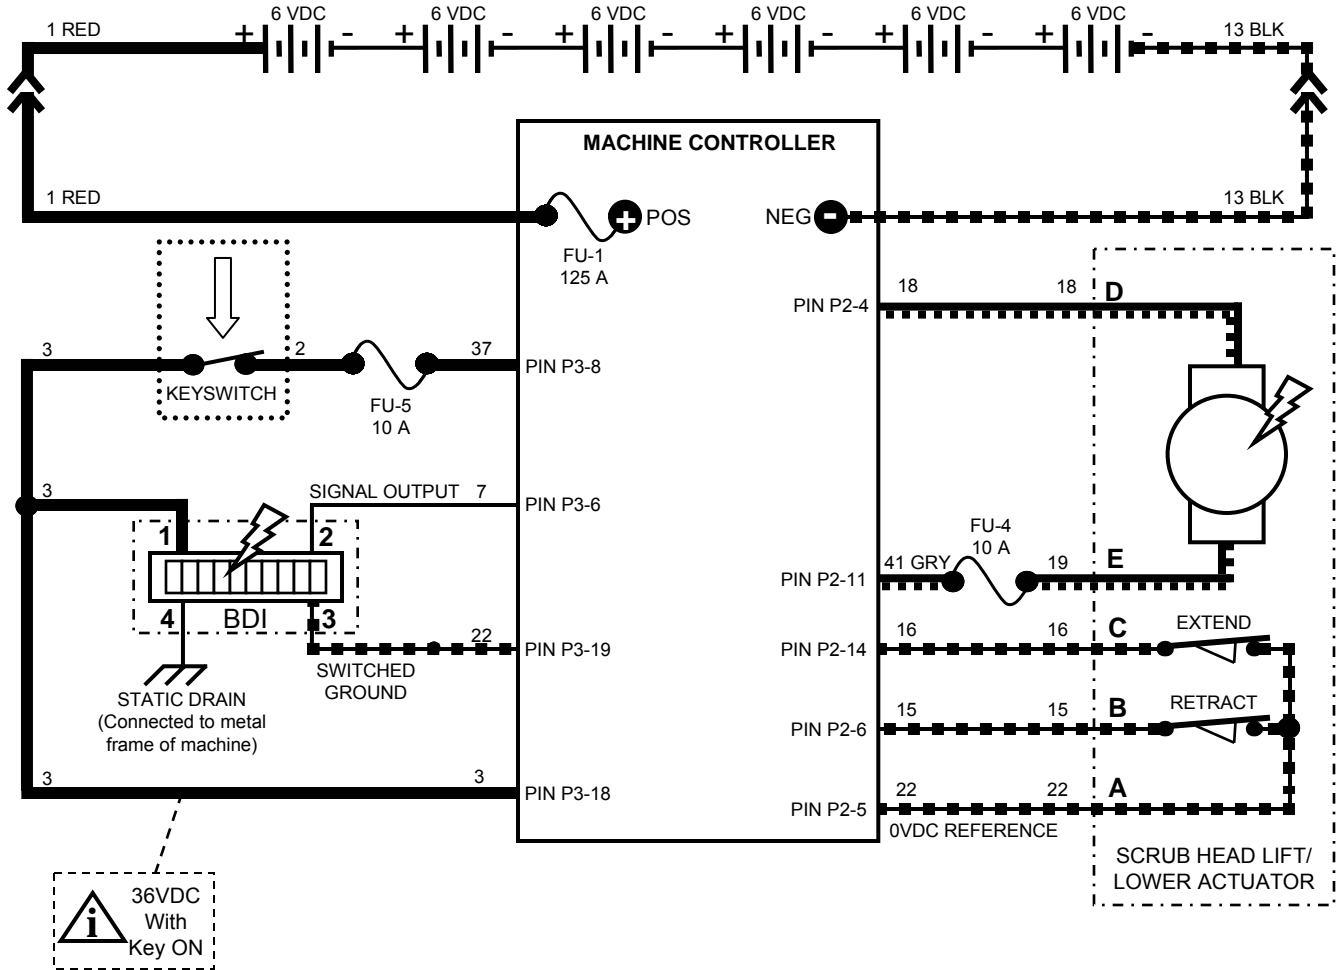 6 VDC 6 VDC 6 VDC 6 VDC 6 VDC 6 VDC
1 RED + - + - + - + - + - + - 13 BLK
MACHINE CONTROLLER
1 RED 13 BLK
+ POS NEG -
FU-1
125 A
18 18 18 D
PIN P2-4
3 2 37
PIN P3-8
KEYSWITCH
FU-5
10 A
3 SIGNAL OUTPUT 7
PIN P3-6
FU-4
10 A
1 2
41 GRY 19 E
PIN P2-11
4 BDI 3
EXTEND
22 16 16 C
PIN P3-19 PIN P2-14
SWITCHED
GROUND
STATIC DRAIN
(Connected to metal
frame of machine)
RETRACT
15 15 B
PIN P2-6
3 3
PIN P3-18
22 22 A
PIN P2-5
0VDC REFERENCE
SCRUB HEAD LIFT/
LOWER ACTUATOR
i
36VDC
With
Key ON